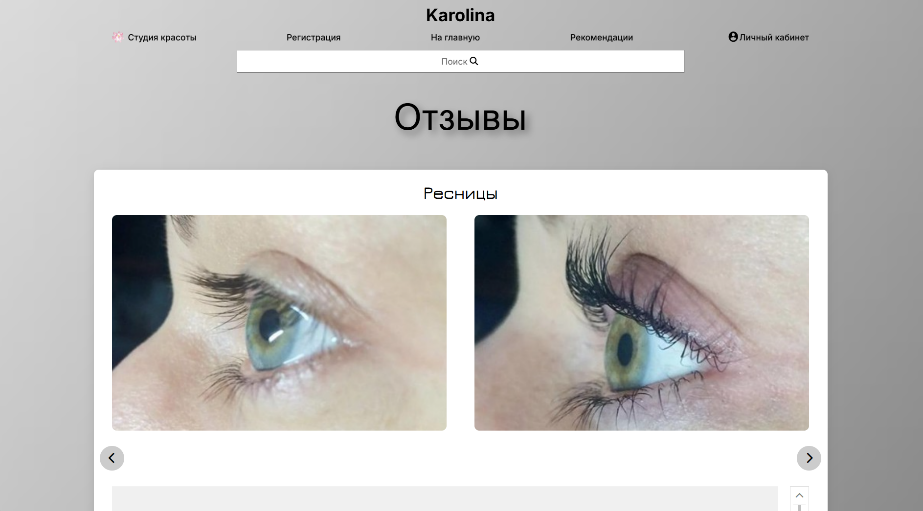 Karolina
Студия красоты
Регистрация
На главную
Рекомендации
Личный кабинет
Поиск
Отзывы
Ресницы